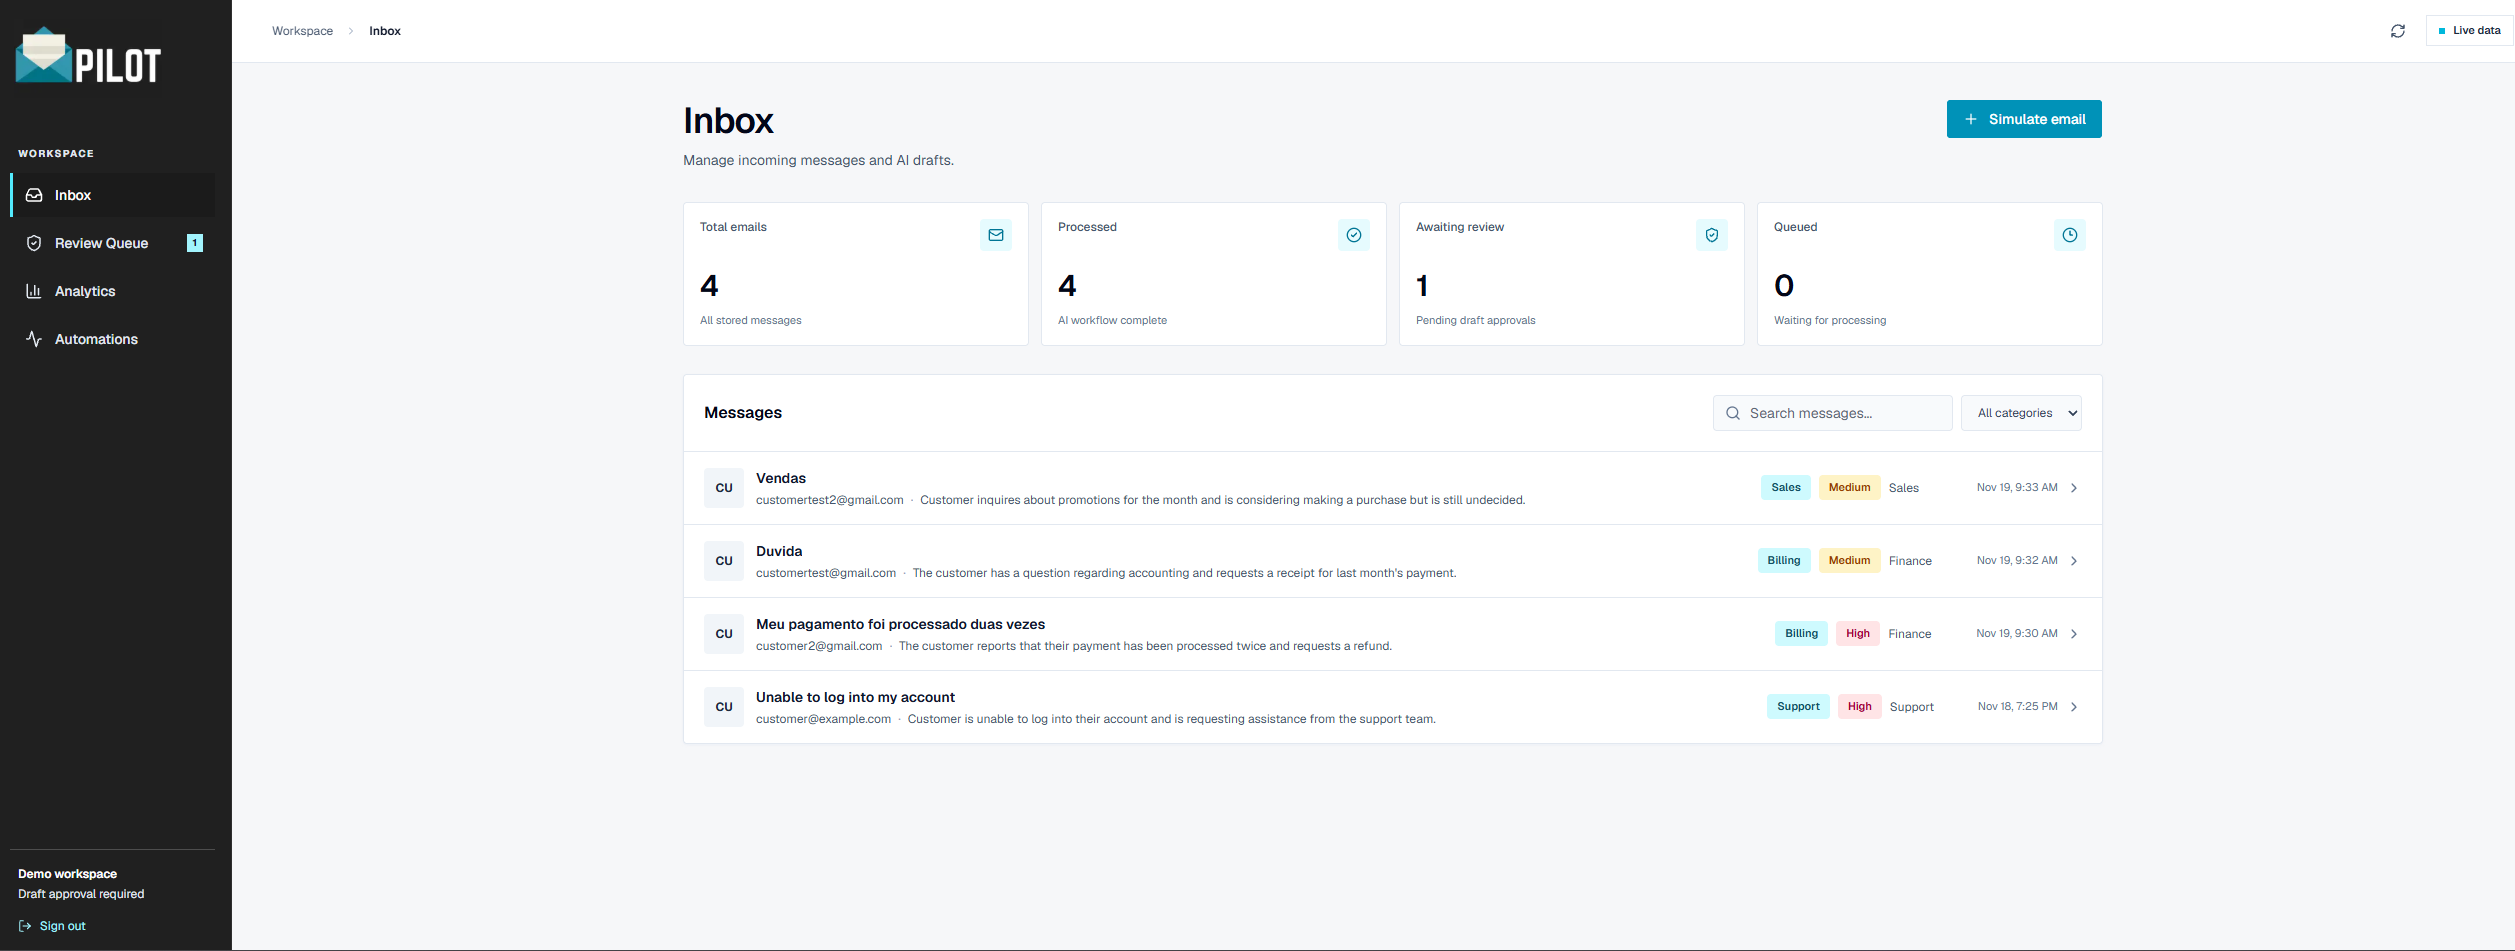 PILOT
WORKSPACE
Inbox
Review Queue 1
Analytics
Automations
Demo workspace
Draft approval required
Sign out
Workspace Inbox
Live data
Inbox
Manage incoming messages and AI drafts.
Simulate email
Total emails
4
All stored messages
Processed
4
AI workflow complete
Awaiting review
1
Pending draft approvals
Queued
0
Waiting for processing
Messages
Search messages...
All categories
CU
Vendas
customertest2@gmail.com · Customer inquires about promotions for the month and is considering making a purchase but is still undecided.
Sales Medium Sales Nov 19, 9:33 AM
CU
Duvida
customertest@gmail.com · The customer has a question regarding accounting and requests a receipt for last month's payment.
Billing Medium Finance Nov 19, 9:32 AM
CU
Meu pagamento foi processado duas vezes
customer2@gmail.com · The customer reports that their payment has been processed twice and requests a refund.
Billing High Finance Nov 19, 9:30 AM
CU
Unable to log into my account
customer@example.com · Customer is unable to log into their account and is requesting assistance from the support team.
Support High Support Nov 18, 7:25 PM